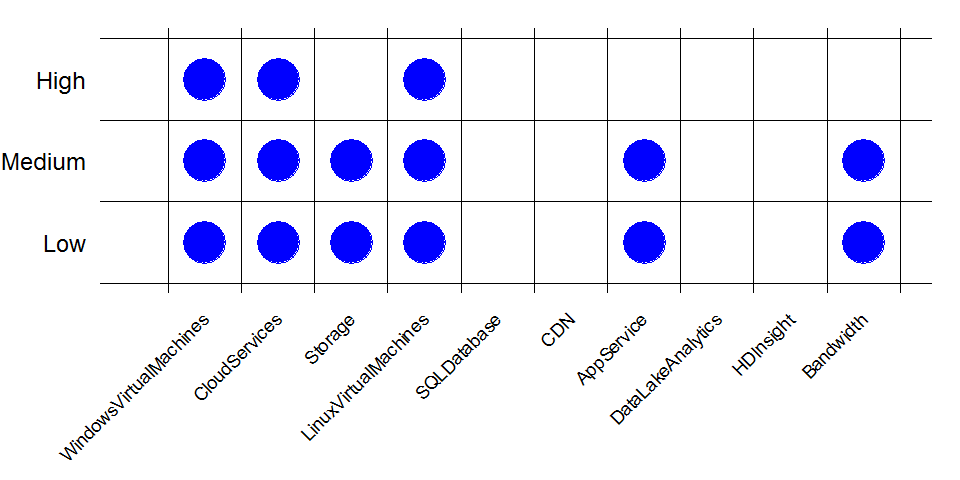 High
Medium
Low
WindowsVirtualMachines
CloudServices
Storage
LinuxVirtualMachines
SQLDatabase
CDN
AppService
DataLakeAnalytics
HDInsight
Bandwidth